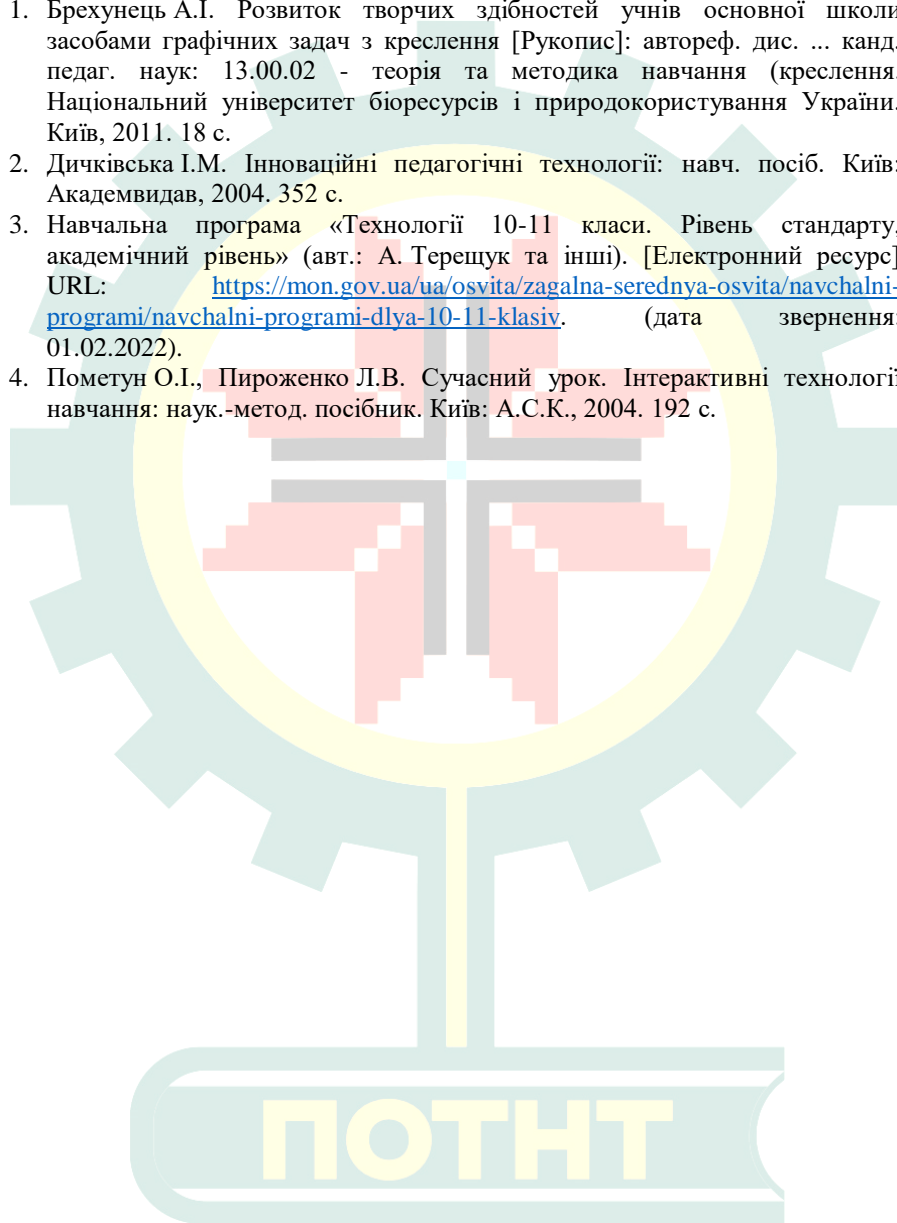 1. Брехунець А.І. Розвиток творчих здібностей учнів основної школи
засобами графічних задач з креслення [Рукопис]: автореф. дис. ... канд.
педаг. наук: 13.00.02 - теорія та методика навчання (креслення.
Національний університет біоресурсів і природокористування України.
Київ, 2011. 18 с.
2. Дичківська І.М. Інноваційні педагогічні технології: навч. посіб. Київ:
Академвидав, 2004. 352 с.
3. Навчальна програма «Технології 10-11 класи. Рівень стандарту,
академічний рівень» (авт.: А. Терещук та інші). [Електронний ресурс]
URL: https://mon.gov.ua/ua/osvita/zagalna-serednya-osvita/navchalni-
programi/navchalni-programi-dlya-10-11-klasiv. (дата звернення:
01.02.2022).
4. Пометун О.І., Пироженко Л.В. Сучасний урок. Інтерактивні технології
навчання: наук.-метод. посібник. Київ: А.С.К., 2004. 192 с.
ПОТНТ